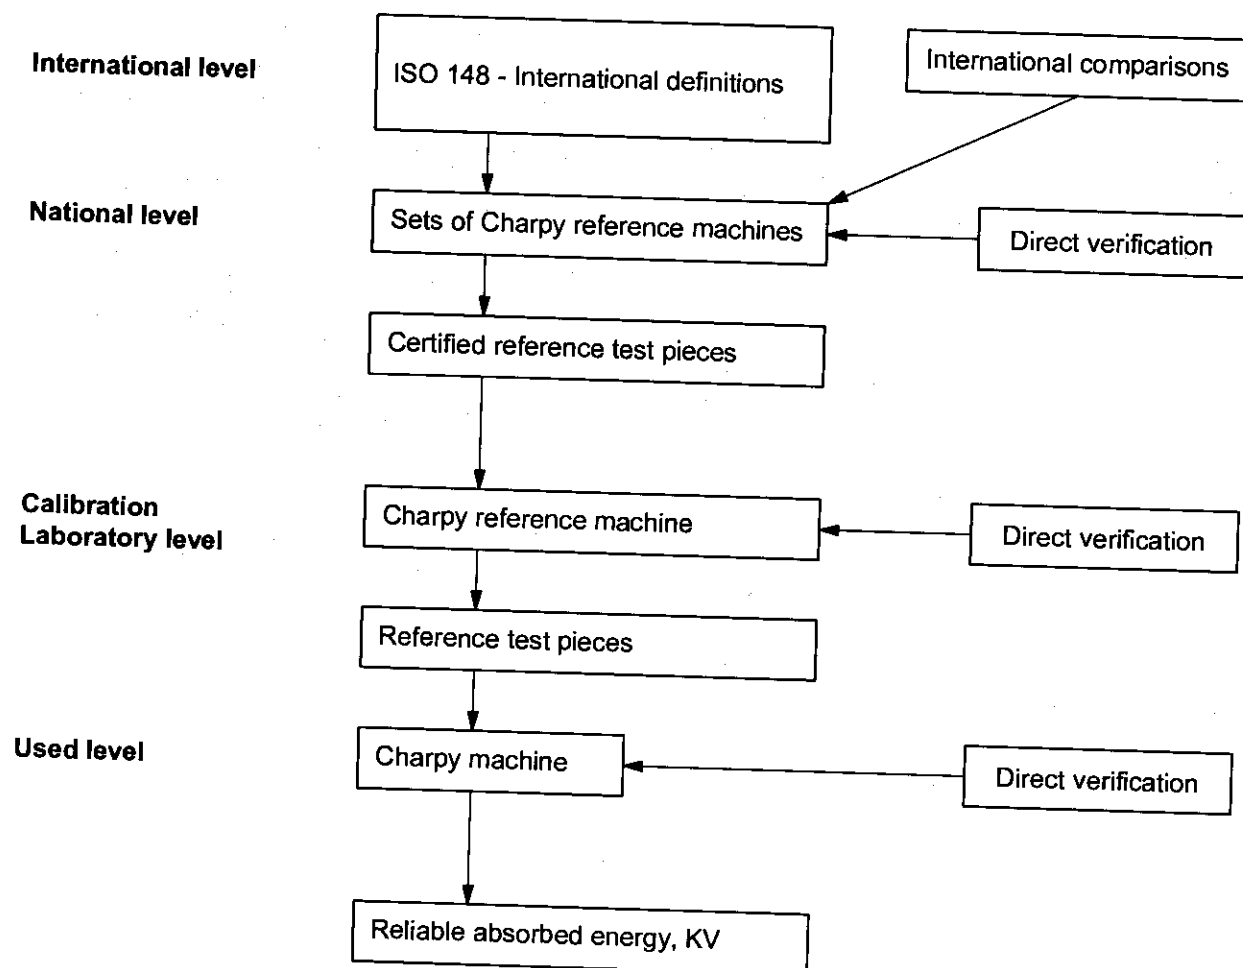 International level
ISO 148 - International definitions
International comparisons
National level
Sets of Charpy reference machines
Direct verification
Certified reference test pieces
Calibration
Laboratory level
Charpy reference machine
Direct verification
Reference test pieces
Used level
Charpy machine
Direct verification
Reliable absorbed energy, KV